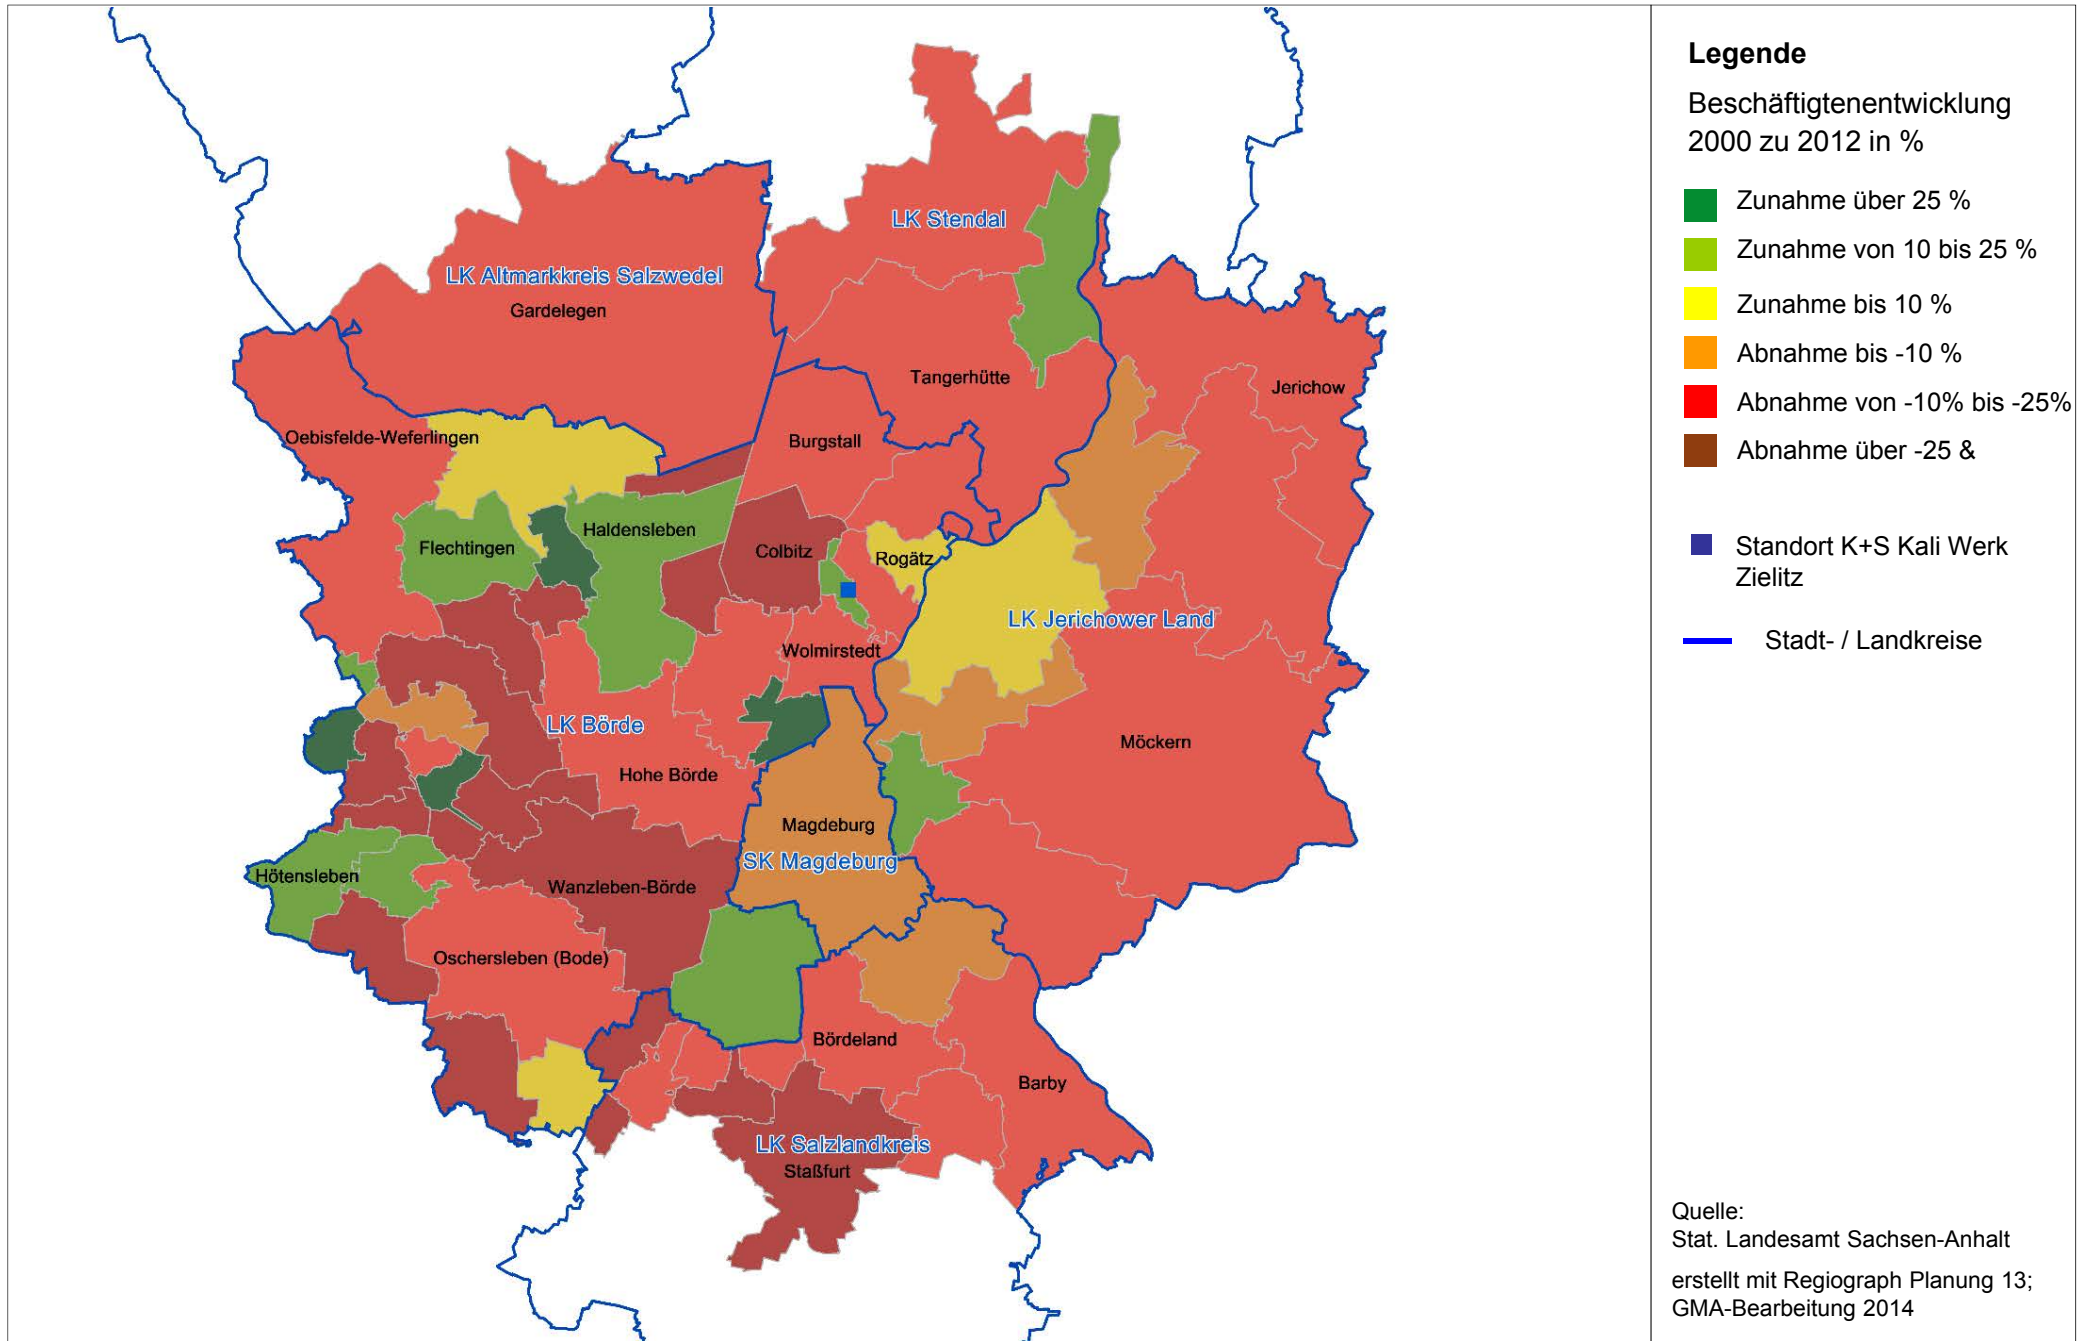 LK Stendal
LK Altmarkkreis Salzwedel
Gardelegen
Tangerhütte
Jerichow
Oebisfelde-Weferlingen
Burgstall
Haldensleben
Flechtingen
Colbitz
Rogätz
LK Jerichower Land
Wolmirstedt
LK Börde
Möckern
Hohe Börde
Magdeburg
SK Magdeburg
Hötensleben
Wanzleben-Börde
Oschersleben (Bode)
Bördeland
Barby
LK Salzlandkreis
Staßfurt
Legende
Beschäftigtenentwicklung
2000 zu 2012 in %
Zunahme über 25 %
Zunahme von 10 bis 25 %
Zunahme bis 10 %
Abnahme bis -10 %
Abnahme von -10% bis -25%
Abnahme über -25 &
Standort K+S Kali Werk
Zielitz
Stadt- / Landkreise
Quelle:
Stat. Landesamt Sachsen-Anhalt
erstellt mit Regiograph Planung 13;
GMA-Bearbeitung 2014